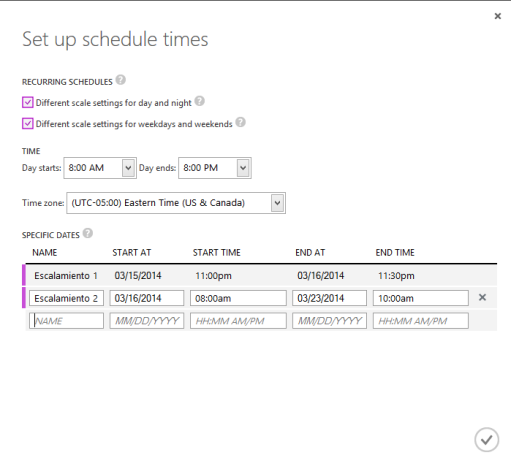 Set up schedule times
RECURRING SCHEDULES ?
Different scale settings for day and night ?
Different scale settings for weekdays and weekends ?
TIME
Day starts: 8:00 AM Day ends: 8:00 PM
Time zone: (UTC-05:00) Eastern Time (US & Canada)
SPECIFIC DATES ?
NAME START AT START TIME END AT END TIME
Escalamiento 1 03/15/2014 11:00pm 03/16/2014 11:30pm
Escalamiento 2 03/16/2014 08:00am 03/23/2014 10:00am
NAME MM/DD/YYYY HH:MM AM/PM MM/DD/YYYY HH:MM AM/PM